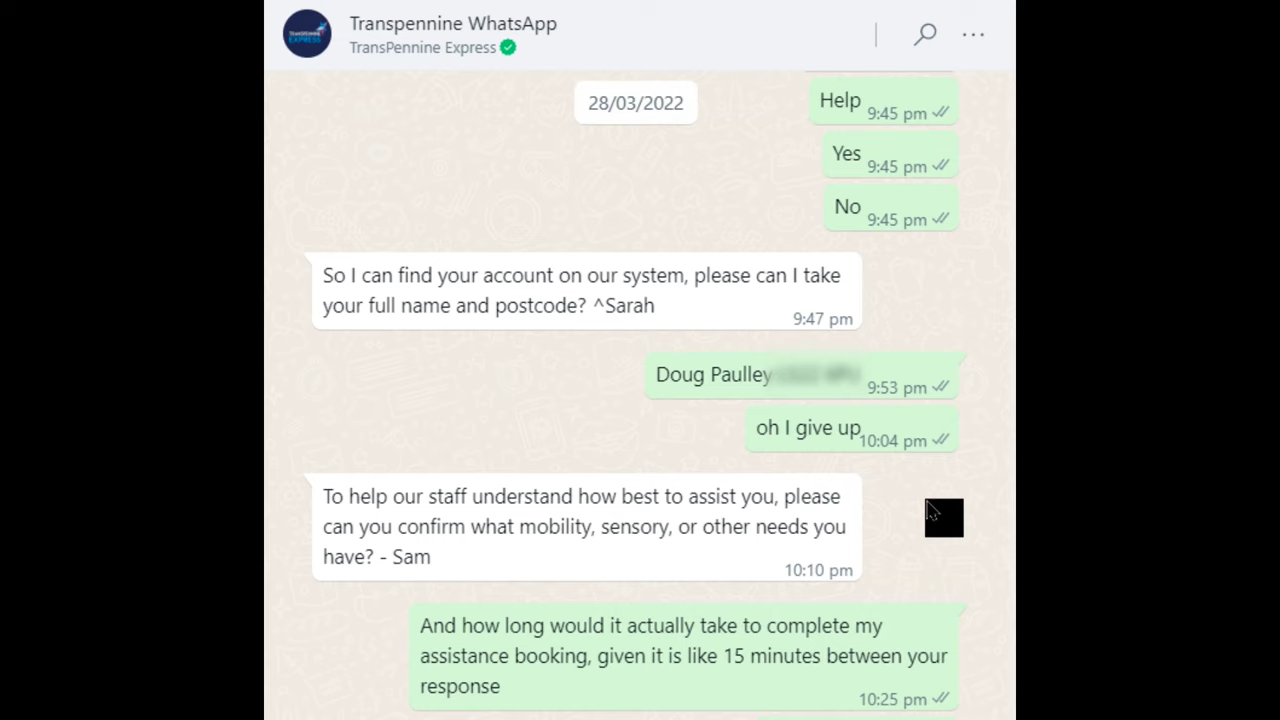 Transpennine WhatsApp
TransPennine Express
TRANSPENNINE
EXPRESS
28/03/2022
Help
9:45 pm
Yes
9:45 pm
No
9:45 pm
So I can find your account on our system, please can I take
your full name and postcode? ^Sarah
9:47 pm
Doug Paulley
9:53 pm
oh I give up
10:04 pm
To help our staff understand how best to assist you, please
can you confirm what mobility, sensory, or other needs you
have? - Sam
10:10 pm
And how long would it actually take to complete my
assistance booking, given it is like 15 minutes between your
response
10:25 pm